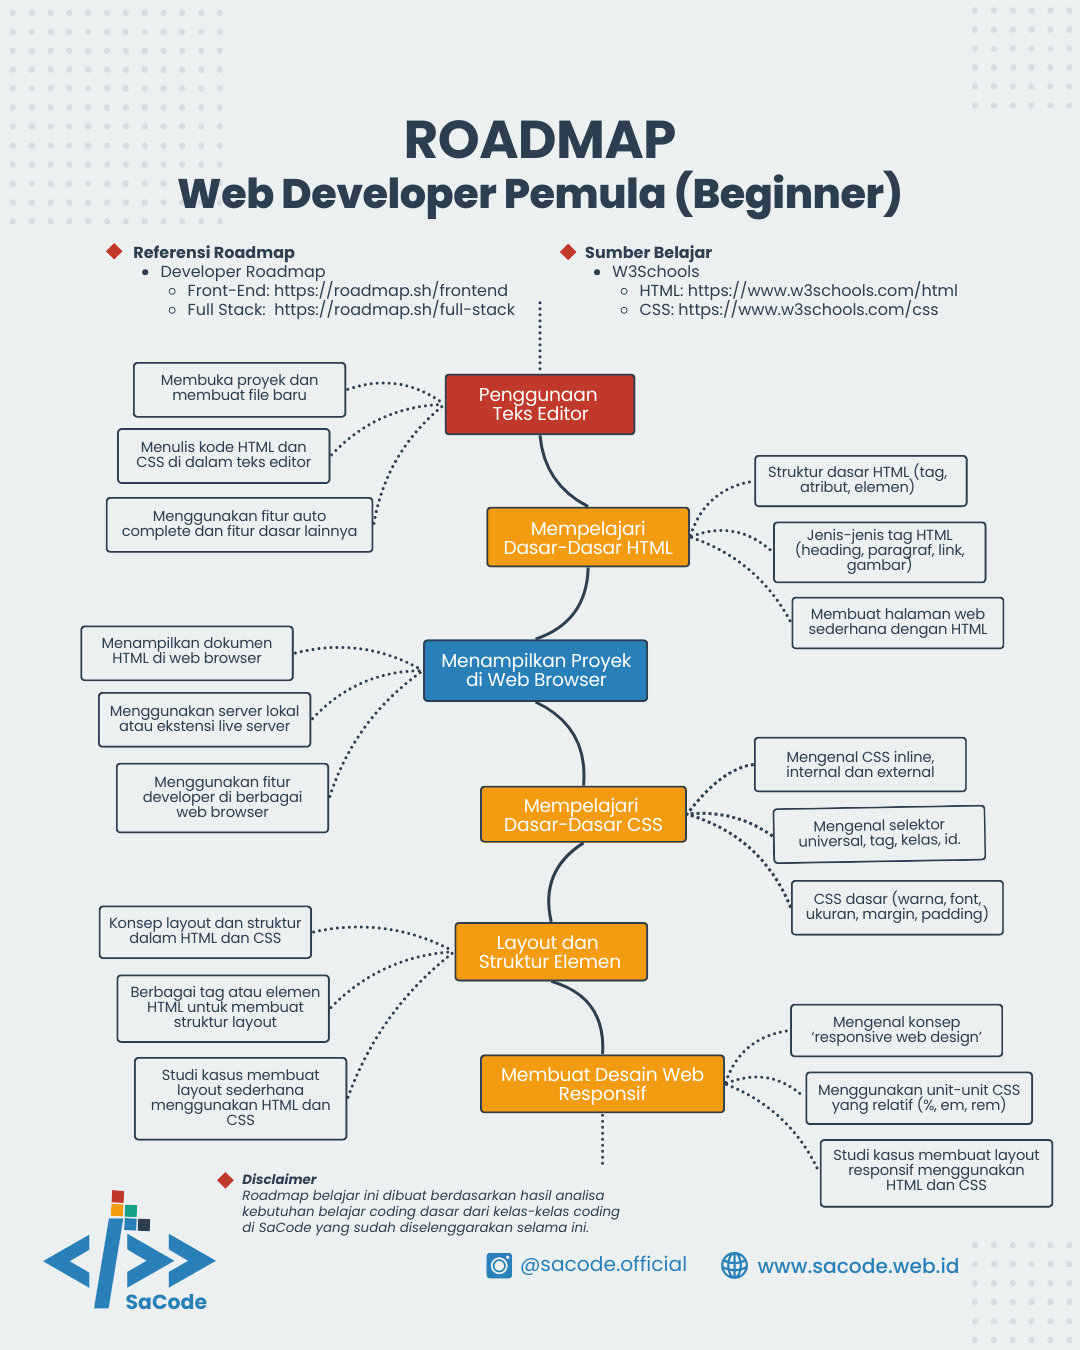 ROADMAP
Web Developer Pemula (Beginner)
Referensi Roadmap
Developer Roadmap
Front-End: https://roadmap.sh/frontend
Full Stack: https://roadmap.sh/full-stack
Sumber Belajar
W3Schools
HTML: https://www.w3schools.com/html
CSS: https://www.w3schools.com/css
Penggunaan
Teks Editor
Membuka proyek dan
membuat file baru
Menulis kode HTML dan
CSS di dalam teks editor
Menggunakan fitur auto
complete dan fitur dasar lainnya
Mempelajari
Dasar-Dasar HTML
Struktur dasar HTML (tag,
atribut, elemen)
Jenis-jenis tag HTML
(heading, paragraf, link,
gambar)
Membuat halaman web
sederhana dengan HTML
Menampilkan Proyek
di Web Browser
Menampilkan dokumen
HTML di web browser
Menggunakan server lokal
atau ekstensi live server
Menggunakan fitur
developer di berbagai
web browser
Mempelajari
Dasar-Dasar CSS
Mengenal CSS inline,
internal dan external
Mengenal selektor
universal, tag, kelas, id.
CSS dasar (warna, font,
ukuran, margin, padding)
Layout dan
Struktur Elemen
Konsep layout dan struktur
dalam HTML dan CSS
Berbagai tag atau elemen
HTML untuk membuat
struktur layout
Studi kasus membuat
layout sederhana
menggunakan HTML dan
CSS
Membuat Desain Web
Responsif
Mengenal konsep
‘responsive web design’
Menggunakan unit-unit CSS
yang relatif (%, em, rem)
Studi kasus membuat layout
responsif menggunakan
HTML dan CSS
Disclaimer
Roadmap belajar ini dibuat berdasarkan hasil analisa
kebutuhan belajar coding dasar dari kelas-kelas coding
di SaCode yang sudah diselenggarakan selama ini.
SaCode
@sacode.official
www.sacode.web.id